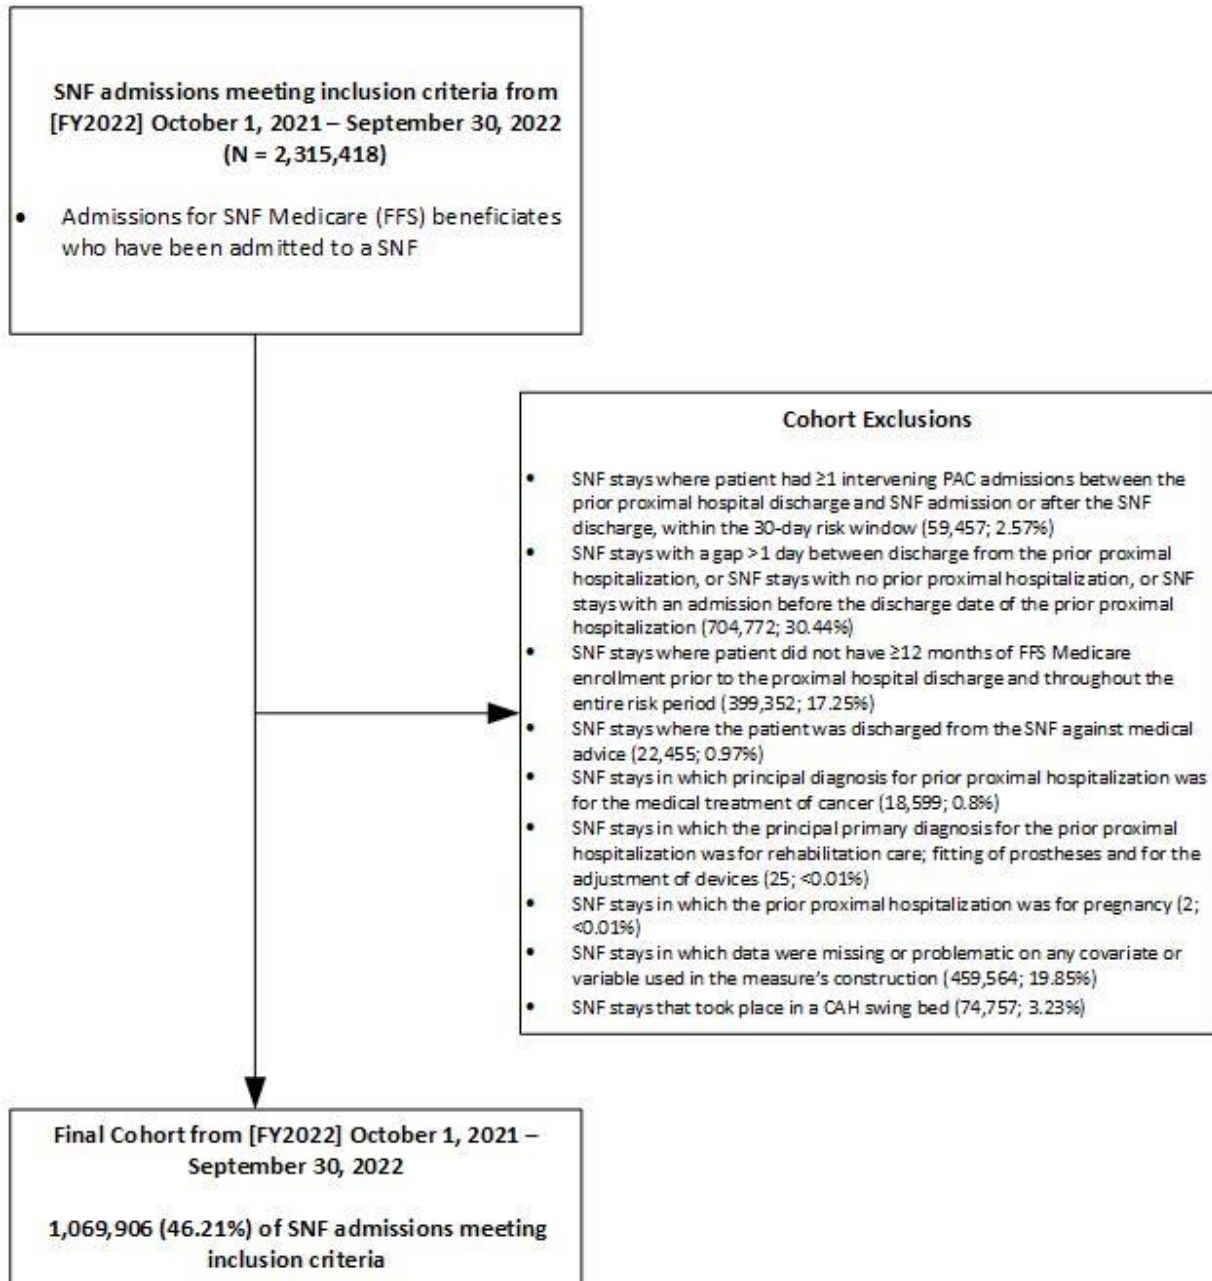 SNF admissions meeting inclusion criteria from
[FY2022] October 1, 2021 – September 30, 2022
(N = 2,315,418)
• Admissions for SNF Medicare (FFS) beneficiates
who have been admitted to a SNF
Cohort Exclusions
• SNF stays where patient had ≥1 intervening PAC admissions between the
prior proximal hospital discharge and SNF admission or after the SNF
discharge, within the 30-day risk window (59,457; 2.57%)
• SNF stays with a gap >1 day between discharge from the prior proximal
hospitalization, or SNF stays with no prior proximal hospitalization, or SNF
stays with an admission before the discharge date of the prior proximal
hospitalization (704,772; 30.44%)
• SNF stays where patient did not have ≥12 months of FFS Medicare
enrollment prior to the proximal hospital discharge and throughout the
entire risk period (399,352; 17.25%)
• SNF stays where the patient was discharged from the SNF against medical
advice (22,455; 0.97%)
• SNF stays in which principal diagnosis for prior proximal hospitalization was
for the medical treatment of cancer (18,599; 0.8%)
• SNF stays in which the principal primary diagnosis for the prior proximal
hospitalization was for rehabilitation care; fitting of prostheses and for the
adjustment of devices (25; <0.01%)
• SNF stays in which the prior proximal hospitalization was for pregnancy (2;
<0.01%)
• SNF stays in which data were missing or problematic on any covariate or
variable used in the measure's construction (459,564; 19.85%)
• SNF stays that took place in a CAH swing bed (74,757; 3.23%)
Final Cohort from [FY2022] October 1, 2021 –
September 30, 2022
1,069,906 (46.21%) of SNF admissions meeting
inclusion criteria